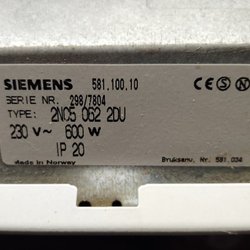 SIEMENS 581.100.10
SERIE NR. 298/7804
TYPE: 2NC5 062 2DU
230 V~ 600 W
IP 20
Made in Norway Bruksanv. Nr. 581.034